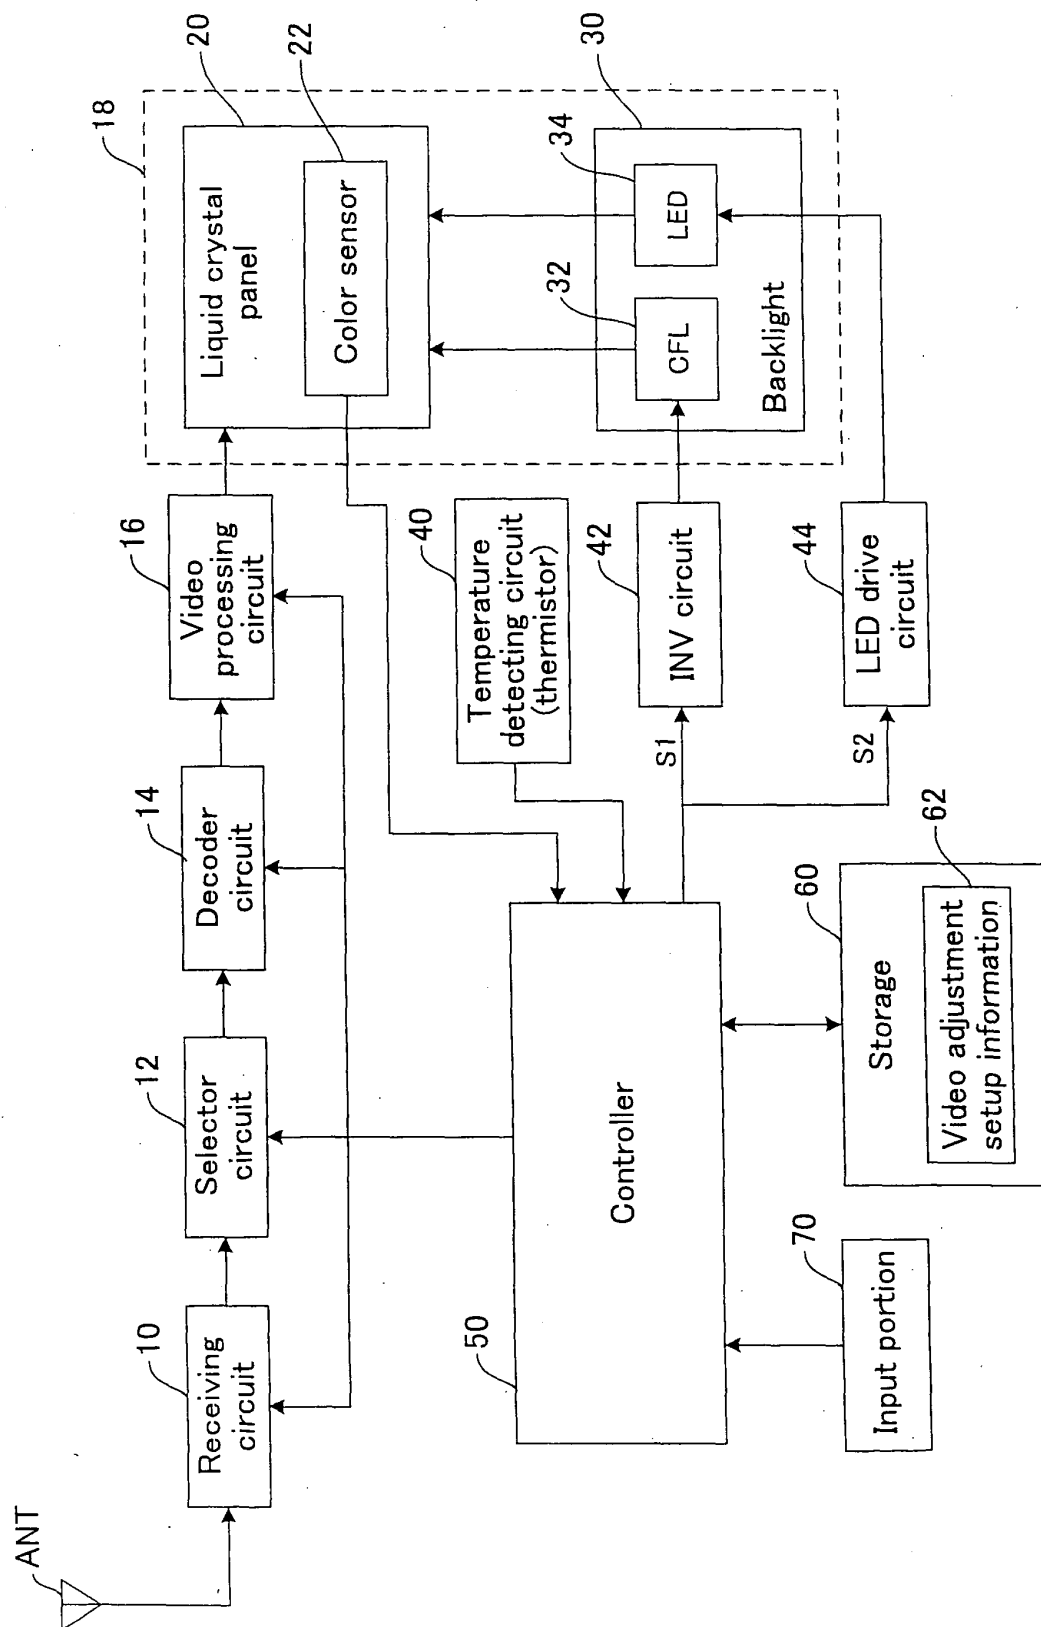 ANT
10
Receiving
circuit
12
Selector
circuit
14
Decoder
circuit
16
Video
processing
circuit
18
20
Liquid crystal
panel
22
Color sensor
30
34
LED
32
CFL
Backlight
40
Temperature
detecting circuit
(thermistor)
42
INV circuit
S1
44
LED drive
circuit
S2
50
Controller
60
Storage
62
Video adjustment
setup information
70
Input portion